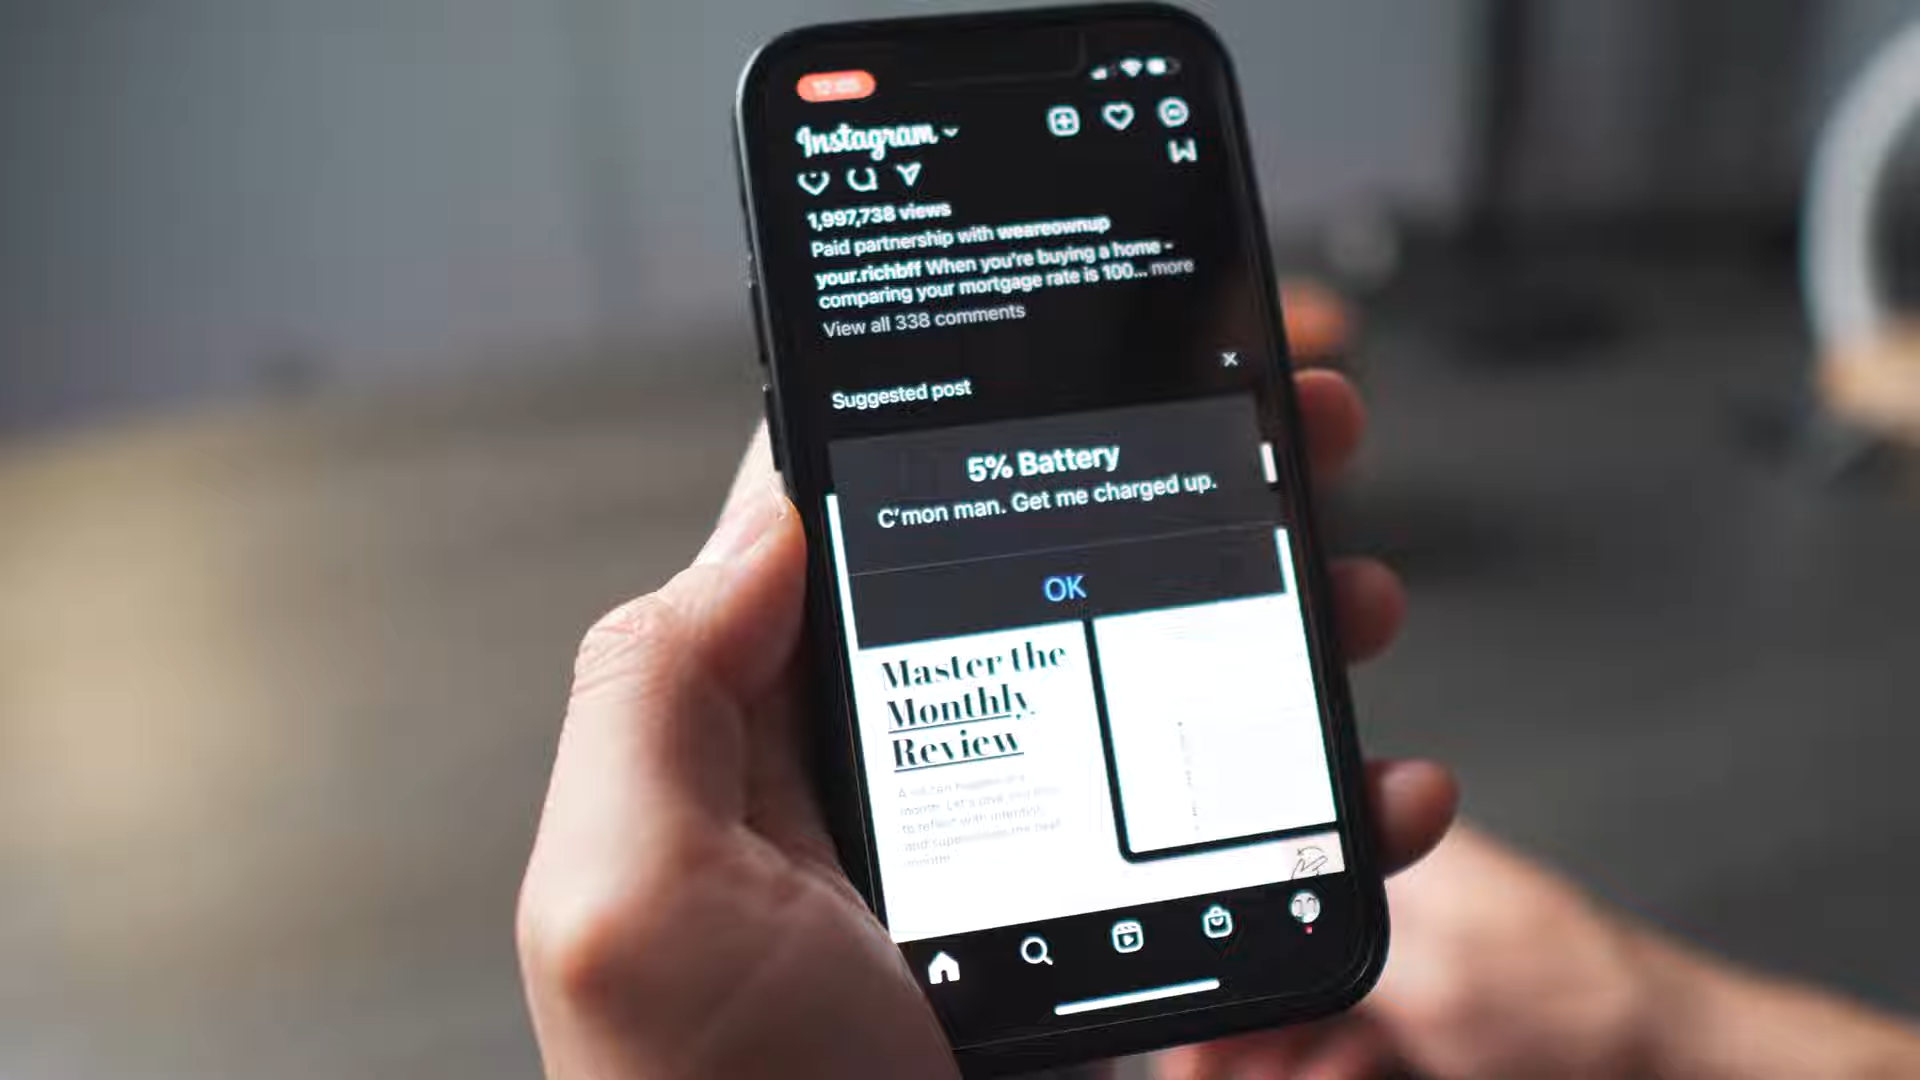 Instagram
1,997,738 views
Paid partnership with weareownup
your.richbff When you're buying a home -
comparing your mortgage rate is 100... more
View all 338 comments
Suggested post
5% Battery
C'mon man. Get me charged up.
OK
Master the
Monthly
Review